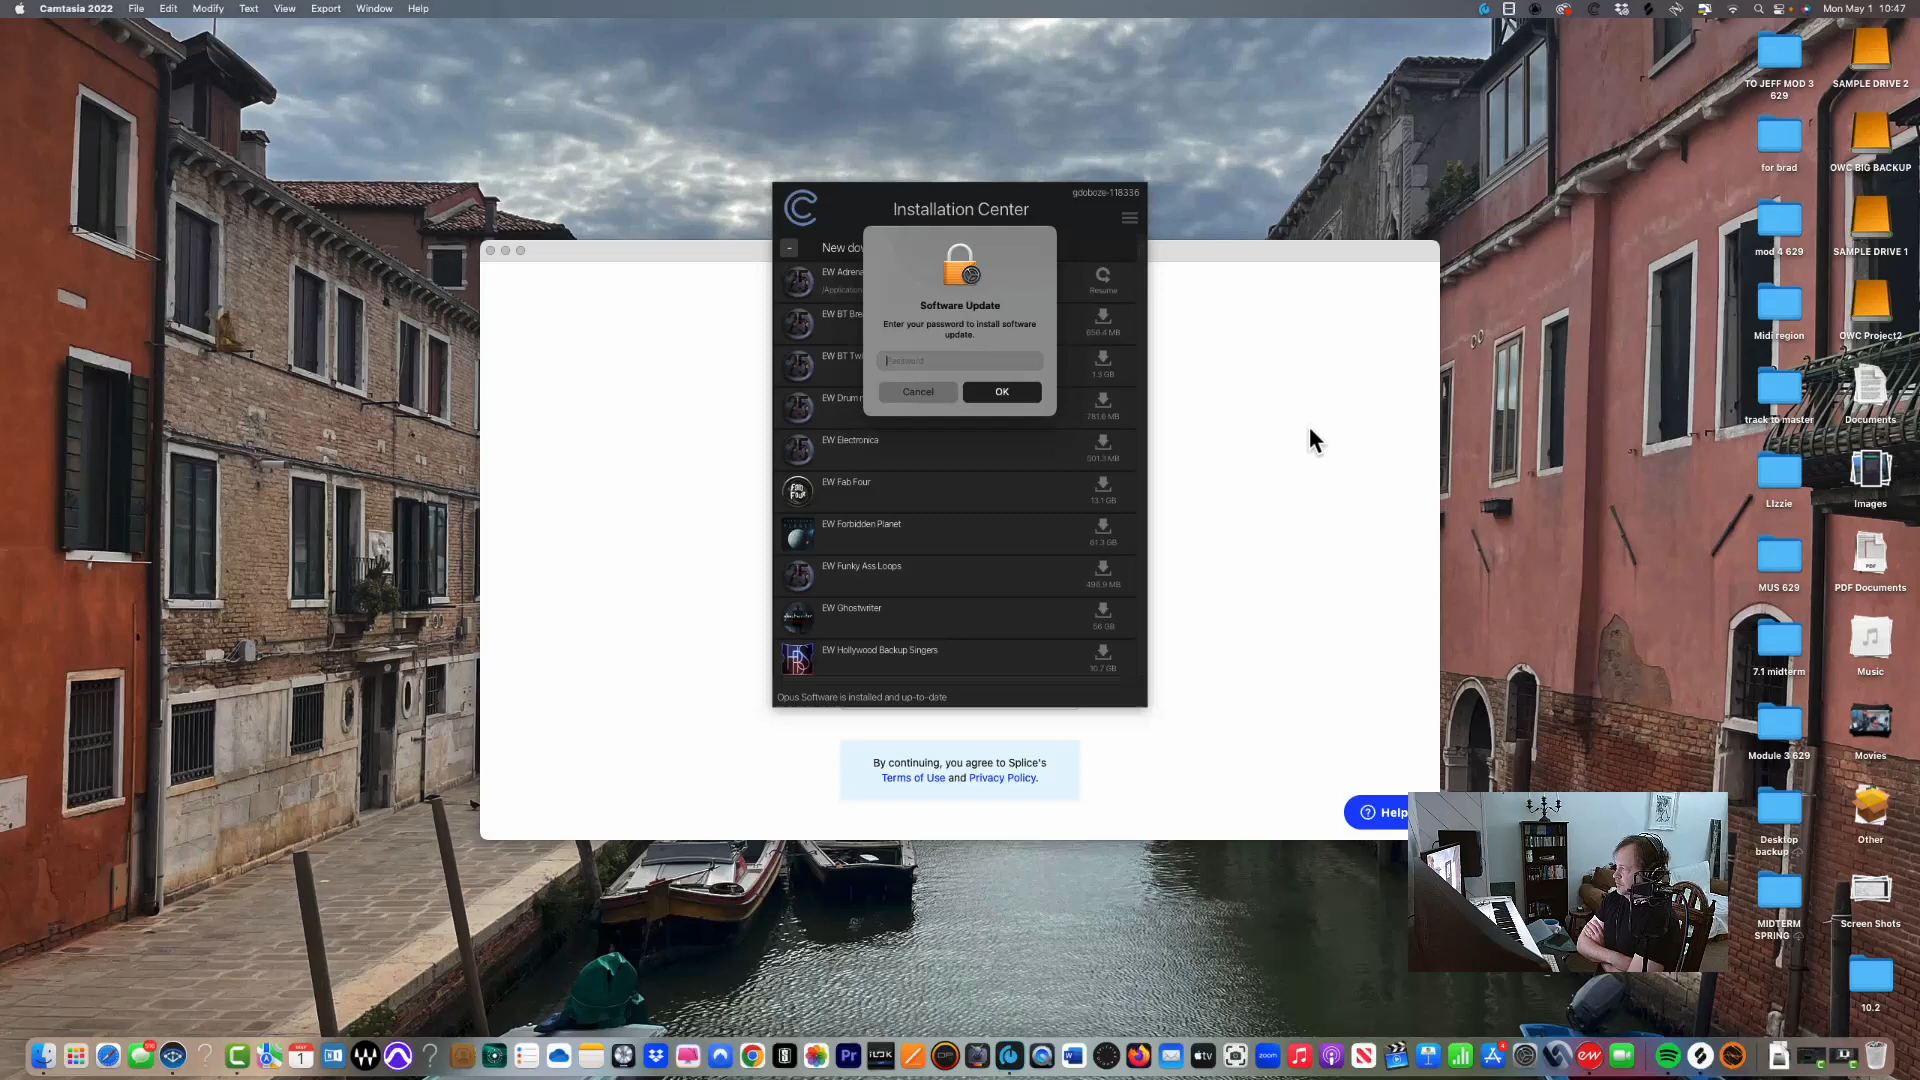 Camtasia 2022 File Edit Modify Text View Export Window Help
Mon May 1 10:47
TO JEFF MOD 3 629
SAMPLE DRIVE 2
for brad
OWC BIG BACKUP
mod 4 629
SAMPLE DRIVE 1
Midi region
OWC Project2
track to master
Documents
LIzzie
Images
MUS 629
PDF Documents
7.1 midterm
Music
Module 3 629
Movies
Desktop backup
Other
MIDTERM SPRING
Screen Shots
10.2
gdoboze-118336
Installation Center
New dow
EW Adrena
/Application
Resume
EW BT Bre
656.4 MB
EW BT Twi
1.3 GB
EW Drum n
781.6 MB
EW Electronica
501.3 MB
EW Fab Four
13.1 GB
EW Forbidden Planet
61.3 GB
EW Funky Ass Loops
496.9 MB
EW Ghostwriter
56 GB
EW Hollywood Backup Singers
10.7 GB
Opus Software is installed and up-to-date
Software Update
Enter your password to install software
update.
Password
Cancel OK
By continuing, you agree to Splice's
Terms of Use and Privacy Policy.
Help